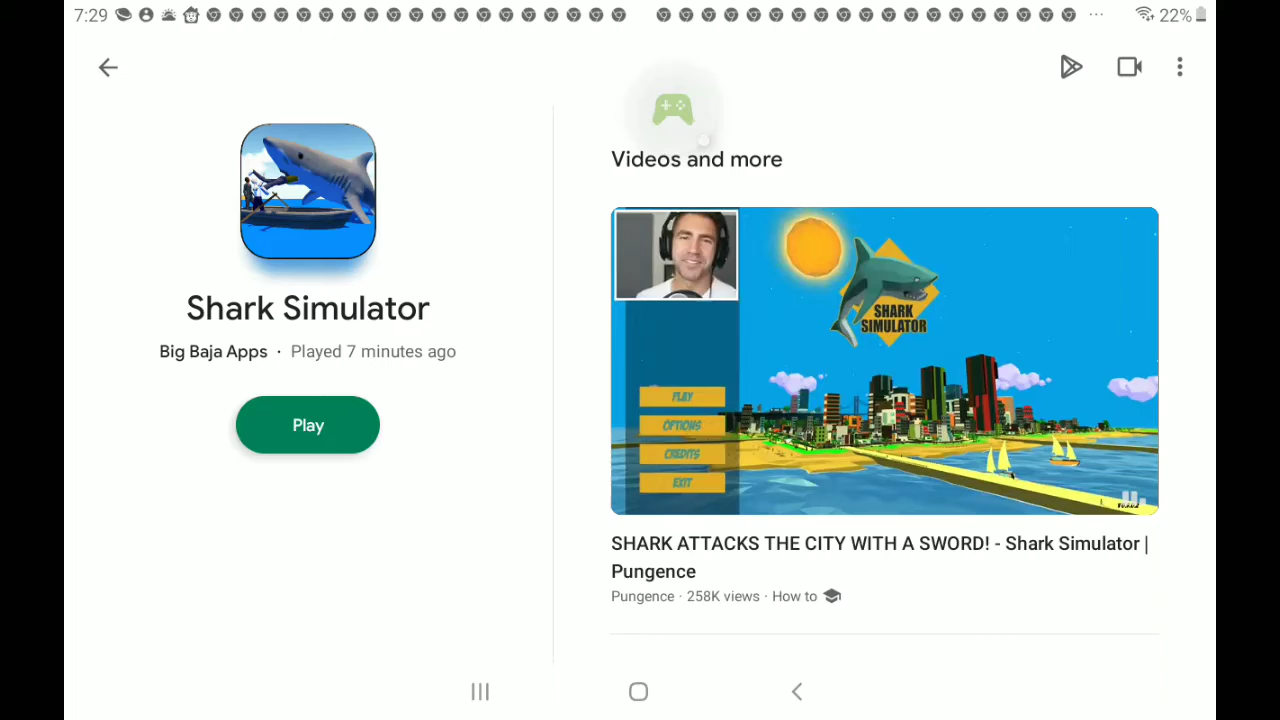 7:29
22%
Videos and more
SHARK
SIMULATOR
PLAY
OPTIONS
CREDITS
EXIT
Shark Simulator
Big Baja Apps · Played 7 minutes ago
Play
SHARK ATTACKS THE CITY WITH A SWORD! - Shark Simulator |
Pungence
Pungence · 258K views · How to